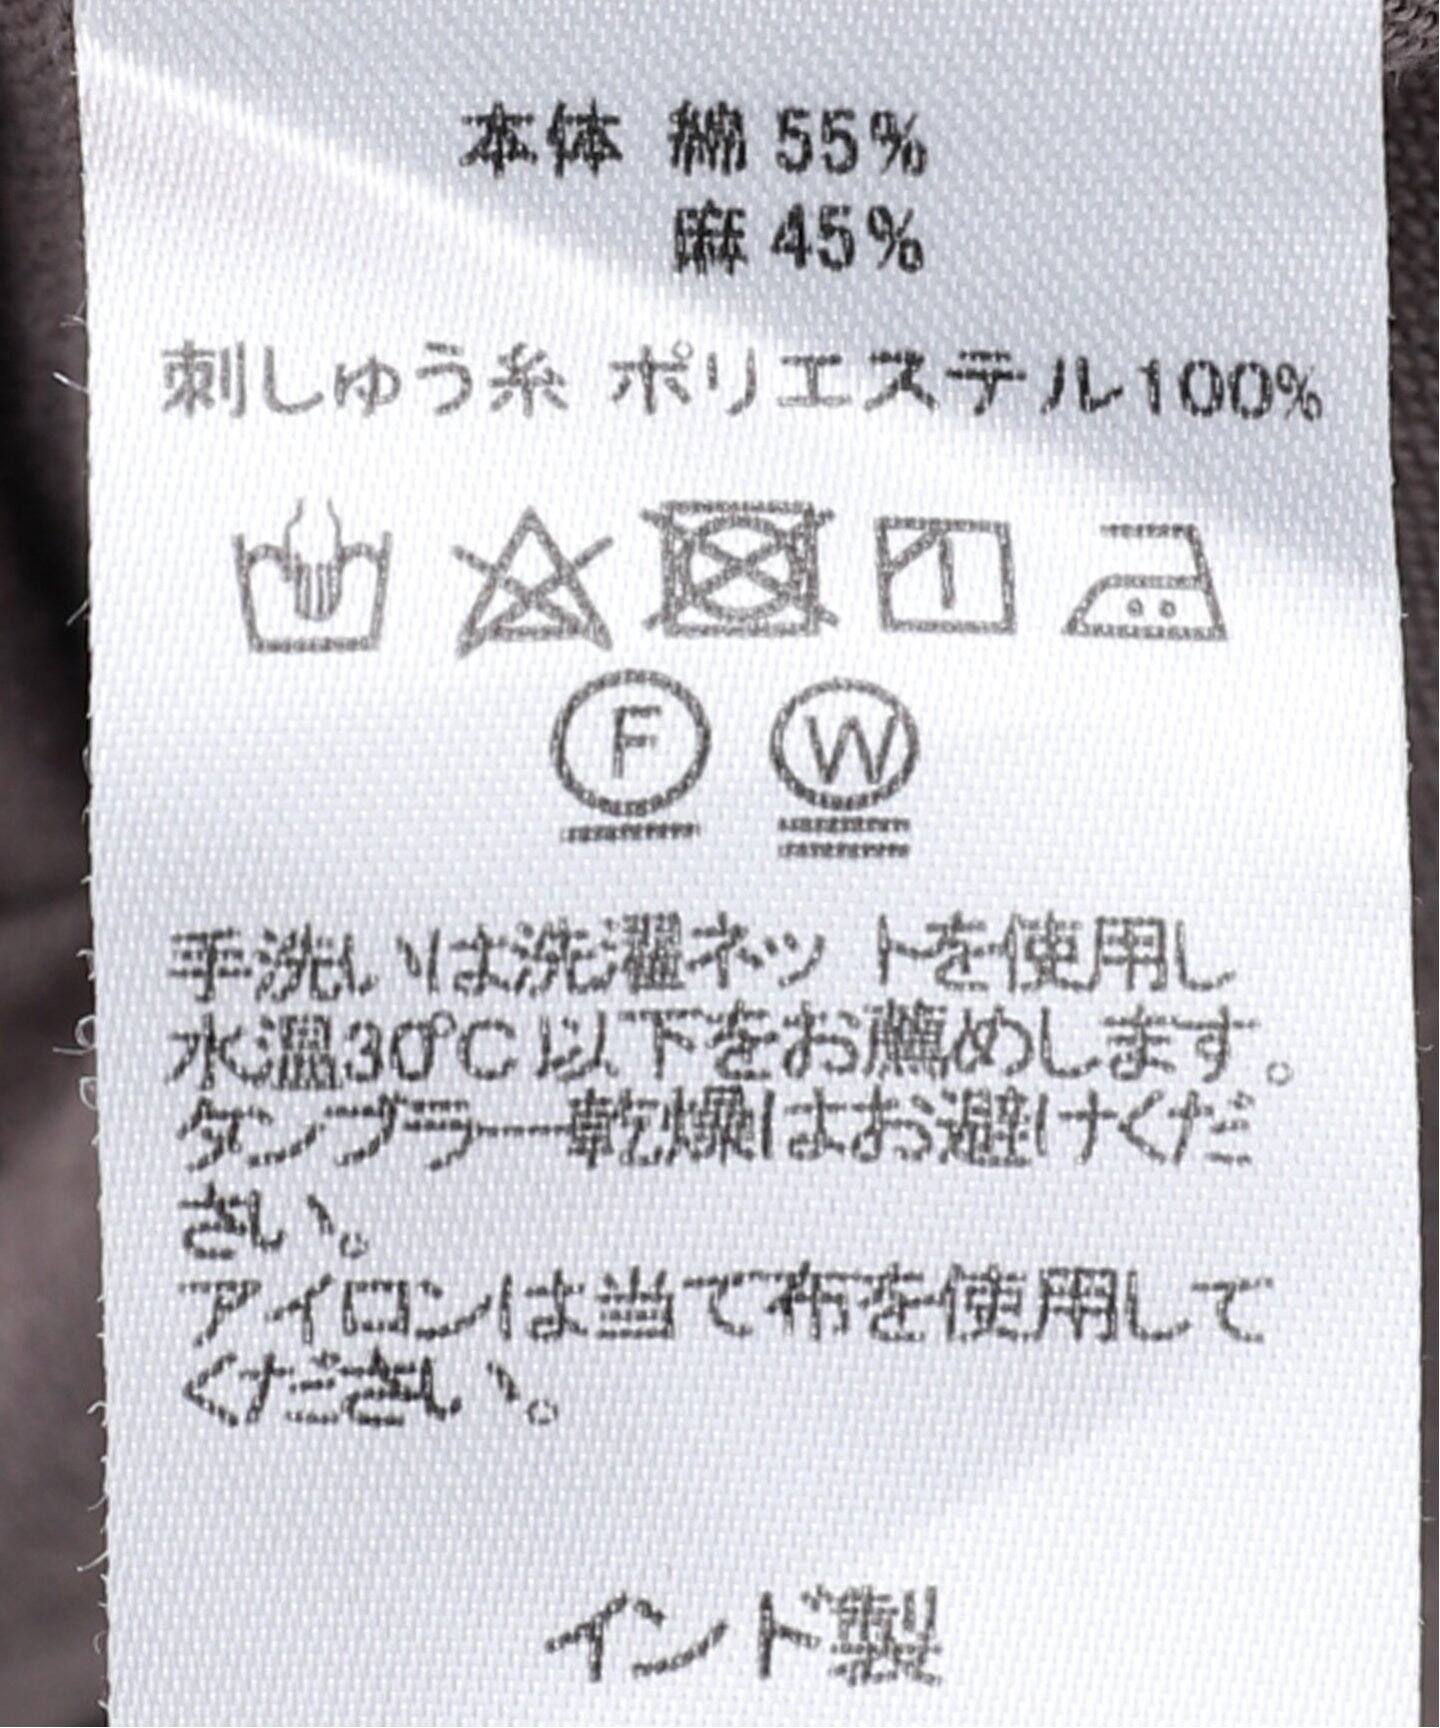 本体 綿 55%
麻 45%
刺しゅう糸 ポリエステル100%
F W
手洗いは洗濯ネットを使用し
水温30℃以下をお薦めします。
タンブラー乾燥はお避けくだ
さい。
アイロンは当て布を使用して
ください。
インド製